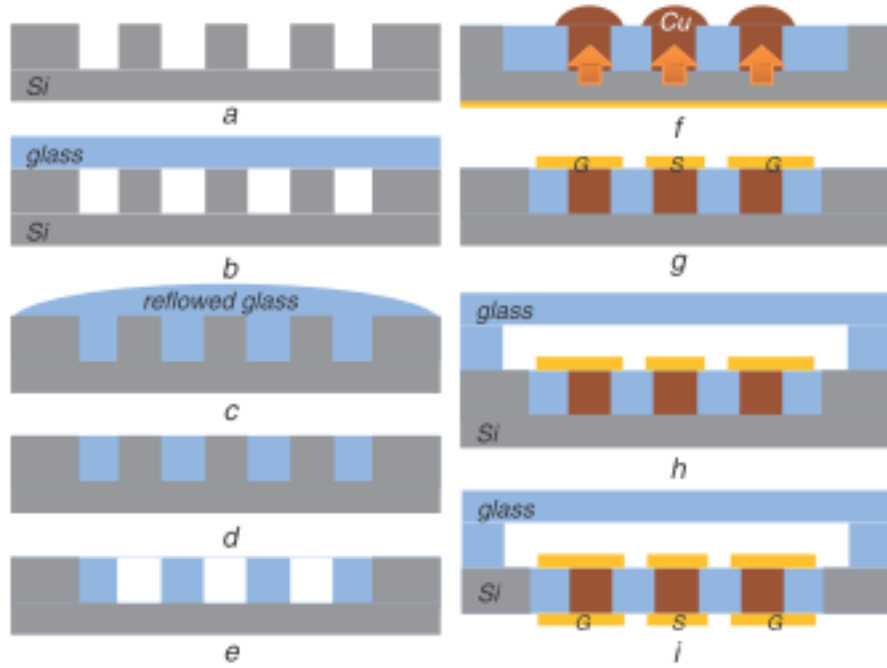 Si
a
glass
Si
b
reflowed glass
c
d
e
Cu
f
G S G
g
glass
Si
h
glass
Si
G S G
i